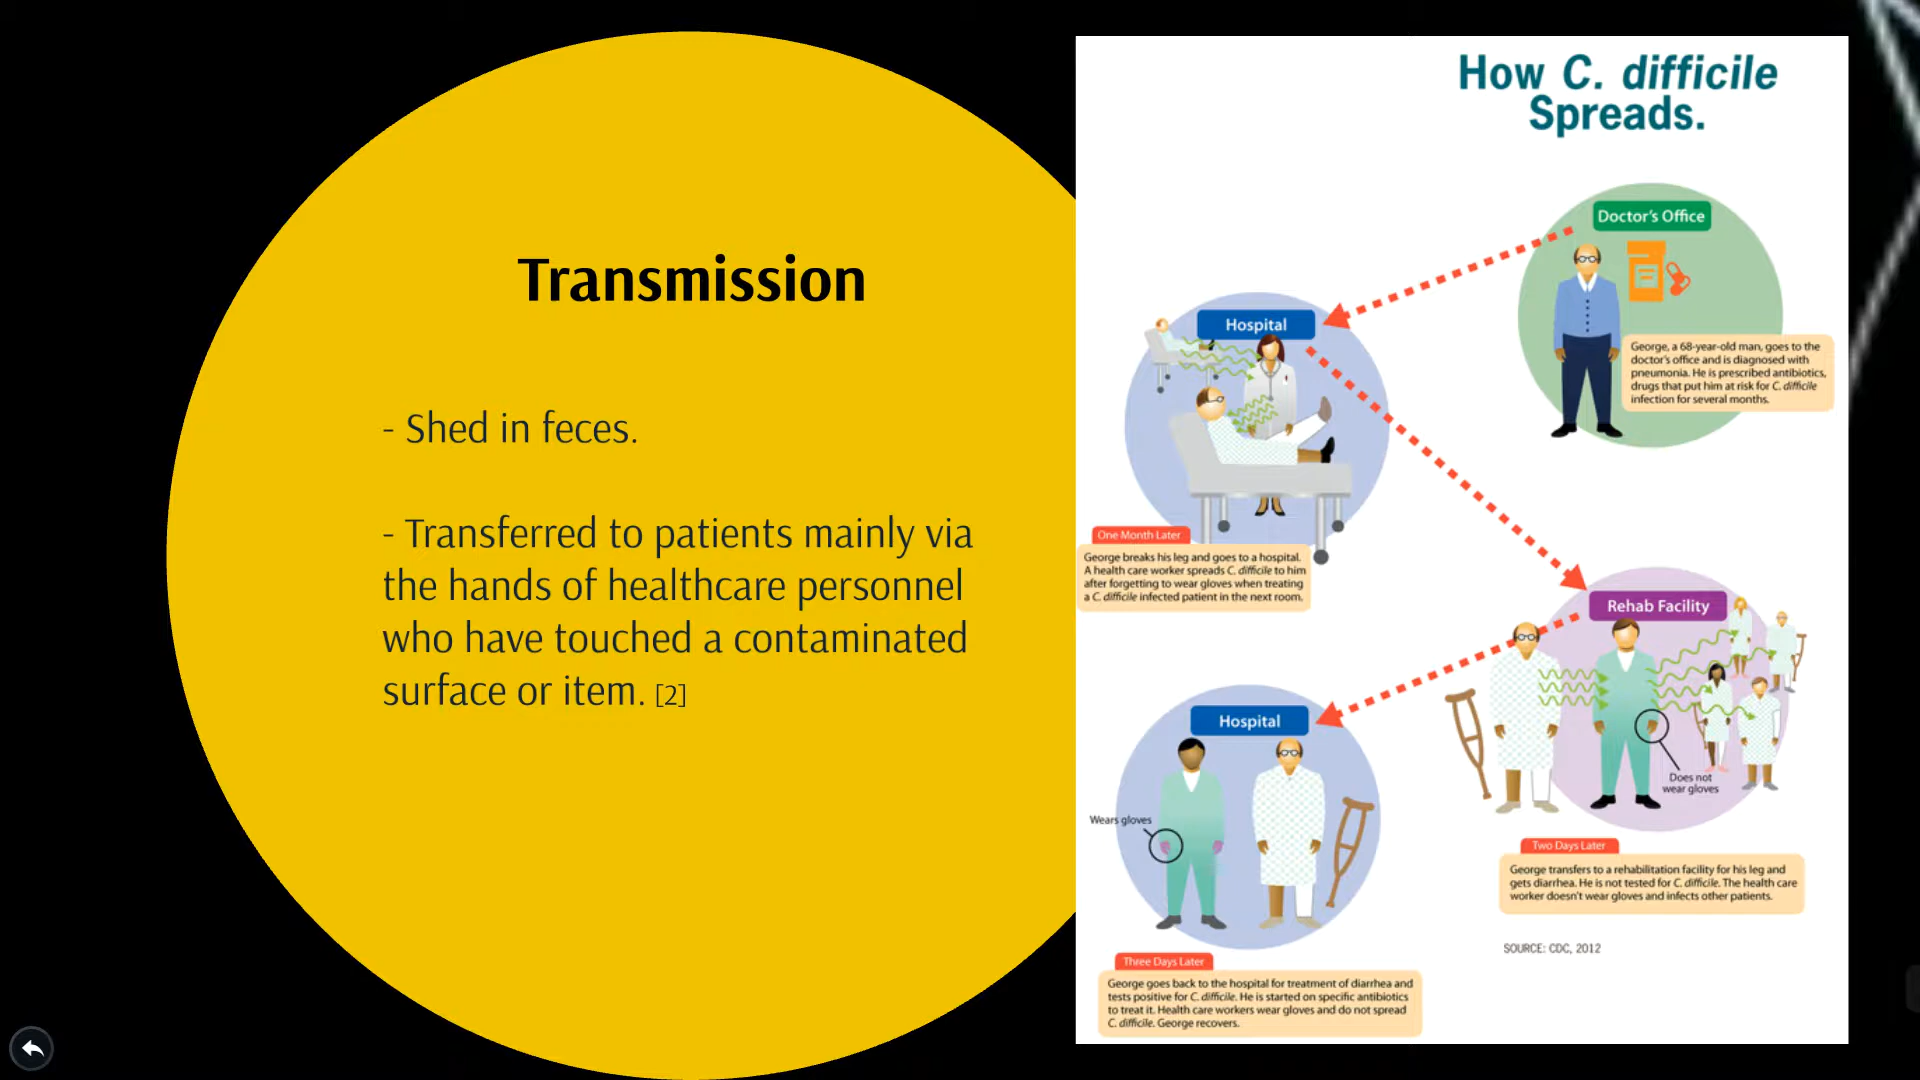 Transmission
- Shed in feces.
- Transferred to patients mainly via
the hands of healthcare personnel
who have touched a contaminated
surface or item. [2]
How C. difficile
Spreads.
Doctor's Office
George, a 68-year-old man, goes to the
doctor's office and is diagnosed with
pneumonia. He is prescribed antibiotics,
drugs that put him at risk for C. difficile
infection for several months.
Hospital
One Month Later
George breaks his leg and goes to a hospital.
A health care worker spreads C. difficile to him
after forgetting to wear gloves when treating
a C. difficile infected patient in the next room.
Rehab Facility
Does not
wear gloves
Two Days Later
George transfers to a rehabilitation facility for his leg and
gets diarrhea. He is not tested for C. difficile. The health care
worker doesn't wear gloves and infects other patients.
Hospital
Wears gloves
Three Days Later
George goes back to the hospital for treatment of diarrhea and
tests positive for C. difficile. He is started on specific antibiotics
to treat it. Health care workers wear gloves and do not spread
C. difficile. George recovers.
SOURCE: CDC, 2012